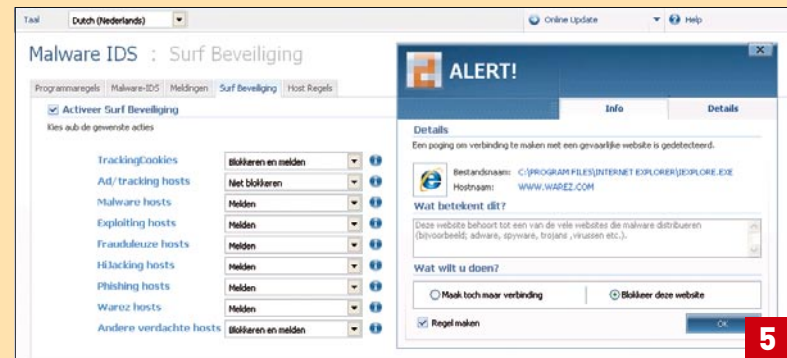 Taal Dutch (Nederlands) Online Update Help
Malware IDS : Surf Beveiliging
Programmaregels Malware-IDS Meldingen Surf Beveiliging Host Regels
Activeer Surf Beveiliging
Kies aub de gewenste acties
TrackingCookies Blokkeren en melden
Ad/tracking hosts Niet blokkeren
Malware hosts Melden
Exploiting hosts Melden
Frauduleuze hosts Melden
HiJacking hosts Melden
Phishing hosts Melden
Warez hosts Melden
Andere verdachte hosts Blokkeren en melden
ALERT!
Info Details
Details
Een poging om verbinding te maken met een gevaarlijke website is gedetecteerd.
Bestandsnaam: C:\PROGRAM FILES\INTERNET EXPLORER\IEXPLORE.EXE
Hostnaam: WWW.WAREZ.COM
Wat betekent dit?
Deze website behoort tot een van de vele websites die malware distribueren
(bijvoorbeeld; adware, spyware, trojans ,virussen etc.).
Wat wilt u doen?
Maak toch maar verbinding Blokkeer deze website
Regel maken OK
5